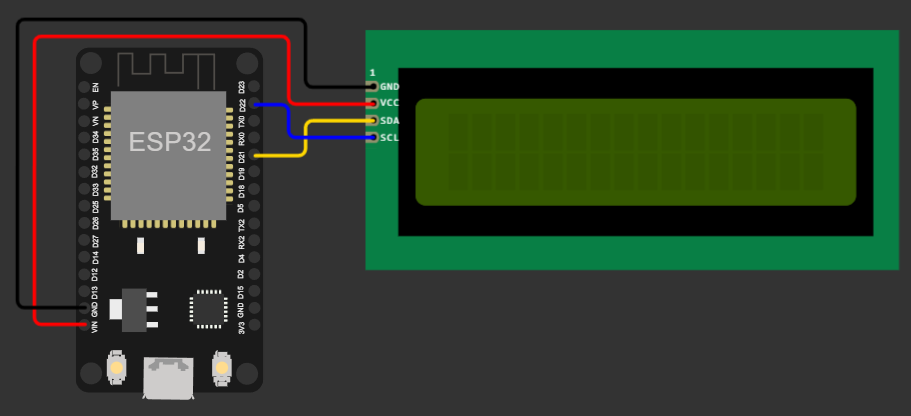 EN
VP
VN
D34
D35
D32
D33
D25
D26
D27
D14
D12
D13
GND
VIN
ESP32
D23
D22
TX0
RX0
D21
D19
D18
D5
TX2
RX2
D4
D2
D15
GND
3V3
1
GND
VCC
SDA
SCL